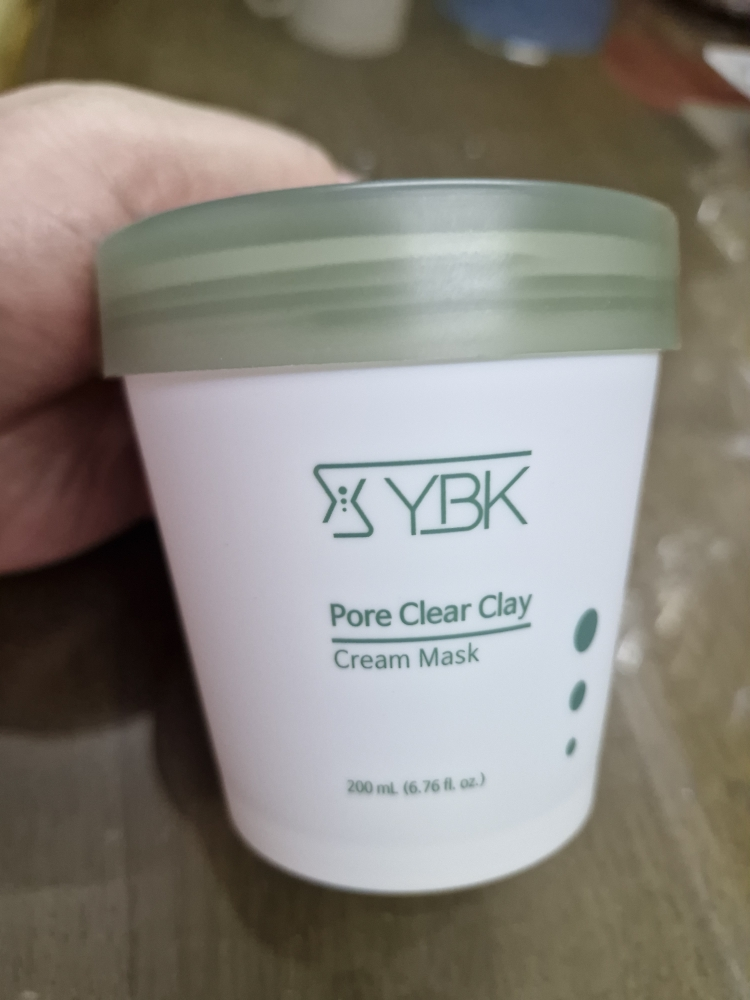 YBK
Pore Clear Clay
Cream Mask
200 mL (6.76 fl. oz.)